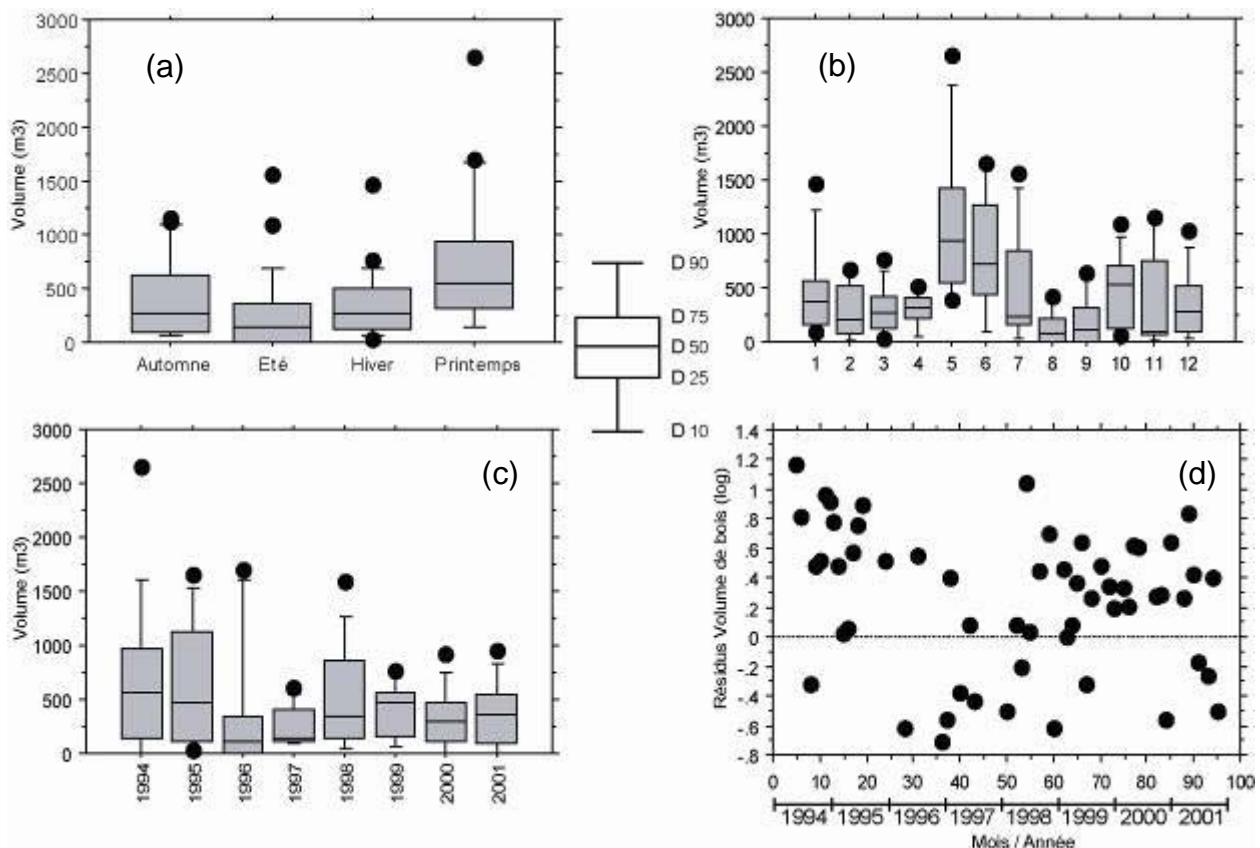 (a)
3000
2500
2000
1500
1000
500
0
Volume (m3)
Automne Eté Hiver Printemps
D 90
D 75
D 50
D 25
D 10
(b)
3000
2500
2000
1500
1000
500
0
Volume (m3)
1 2 3 4 5 6 7 8 9 10 11 12
(c)
3000
2500
2000
1500
1000
500
0
Volume (m3)
1994 1995 1996 1997 1998 1999 2000 2001
(d)
1.4
1.2
1
.8
.6
.4
.2
0
-.2
-.4
-.6
-.8
Résidus Volume de bois (log)
0 10 20 30 40 50 60 70 80 90 100
1994 1995 1996 1997 1998 1999 2000 2001
Mois / Année